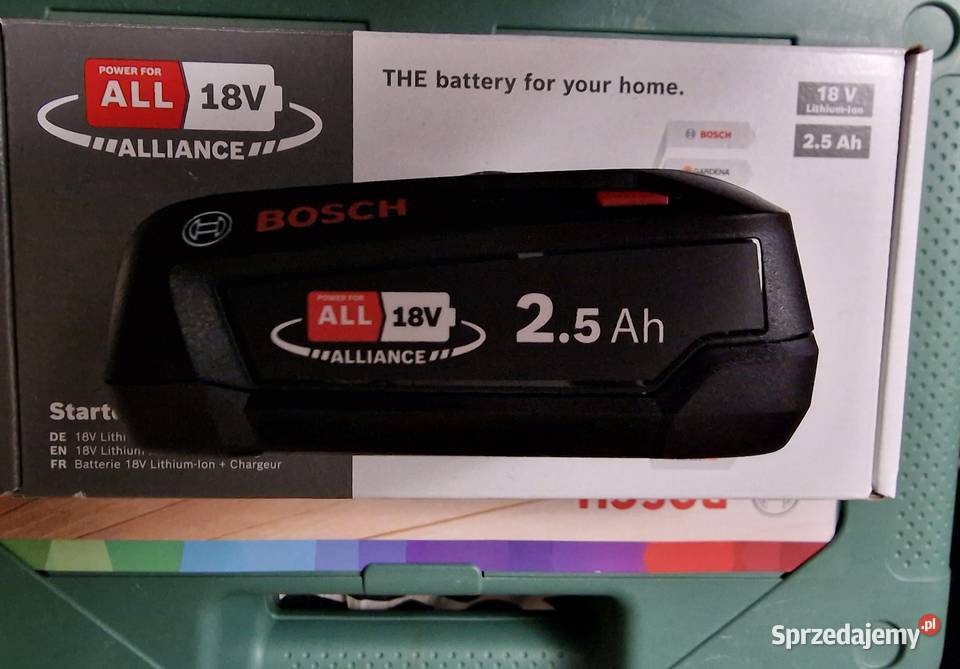 POWER FOR
ALL 18V
ALLIANCE
THE battery for your home.
18 V
Lithium-Ion
2.5 Ah
BOSCH
GARDENA
BOSCH
POWER FOR
ALL 18V
ALLIANCE
2.5 Ah
Starte
DE 18V Lithi
EN 18V Lithium
FR Batterie 18V Lithium-Ion + Chargeur
BOSCH
Sprzedajemy.pl